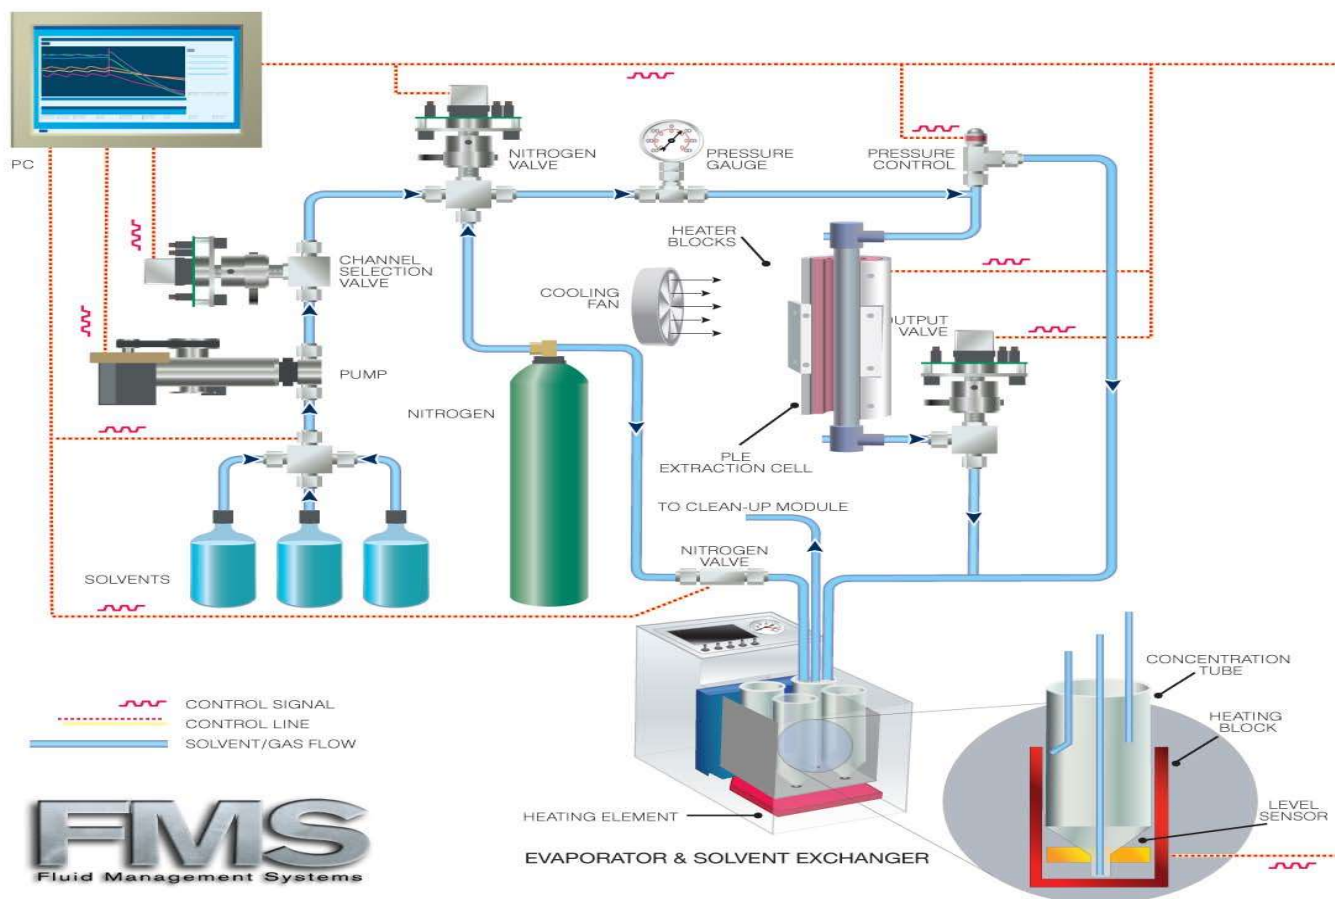 PC
NITROGEN
VALVE
PRESSURE
GAUGE
PRESSURE
CONTROL
CHANNEL
SELECTION
VALVE
HEATER
BLOCKS
COOLING
FAN
OUTPUT
VALVE
PUMP
NITROGEN
PLE
EXTRACTION CELL
TO CLEAN-UP MODULE
NITROGEN
VALVE
SOLVENTS
CONCENTRATION
TUBE
CONTROL SIGNAL
CONTROL LINE
SOLVENT/GAS FLOW
HEATING
BLOCK
LEVEL
SENSOR
HEATING ELEMENT
EVAPORATOR & SOLVENT EXCHANGER
FMS
Fluid Management Systems